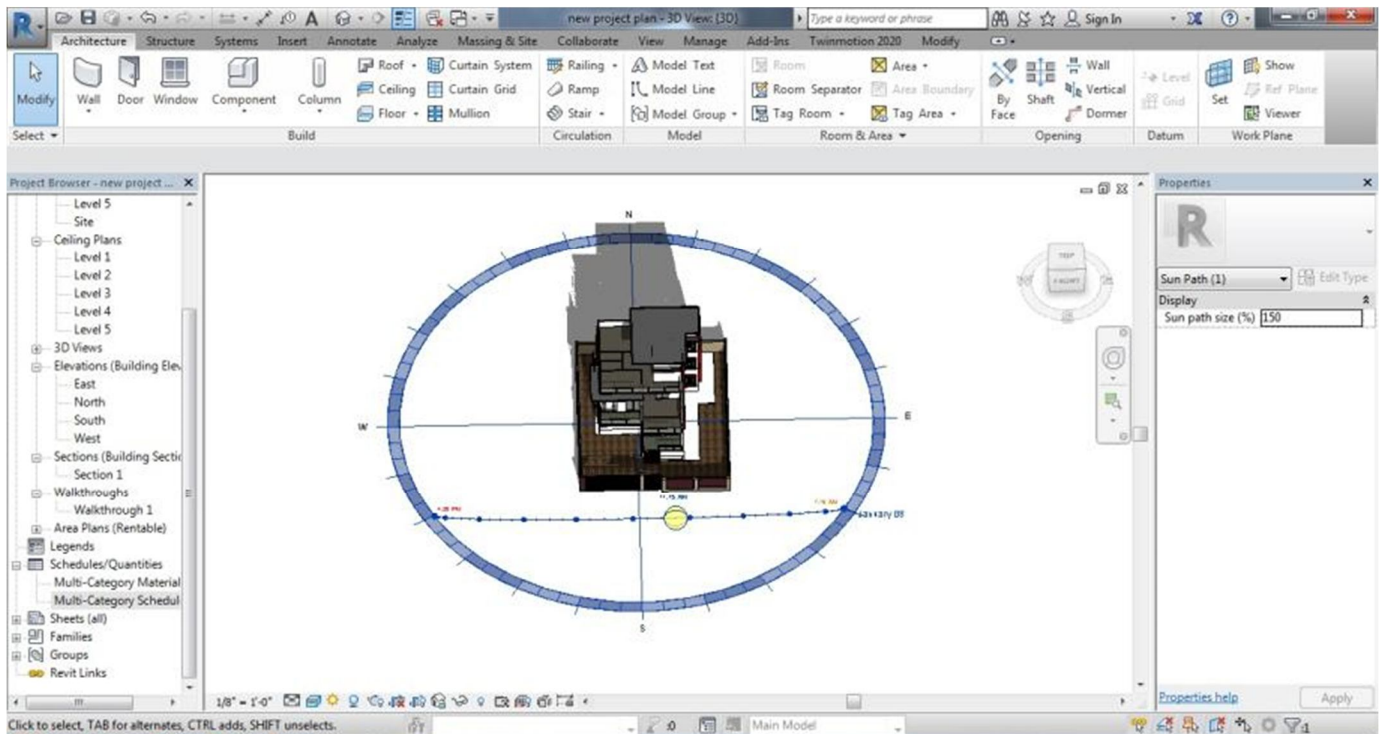 new project plan - 3D View: {3D}
Type a keyword or phrase
Sign In
Architecture Structure Systems Insert Annotate Analyze Massing & Site Collaborate View Manage Add-Ins Twinmotion 2020 Modify
Modify
Wall
Door
Window
Component
Column
Roof
Ceiling
Floor
Curtain System
Curtain Grid
Mullion
Railing
Ramp
Stair
Model Text
Model Line
Model Group
Room
Room Separator
Tag Room
Area
Area Boundary
Tag Area
By Face
Shaft
Wall
Vertical
Dormer
Level
Grid
Set
Show
Ref Plane
Viewer
Select
Build
Circulation
Model
Room & Area
Opening
Datum
Work Plane
Project Browser - new project ...
Level 5
Site
Ceiling Plans
Level 1
Level 2
Level 3
Level 4
Level 5
3D Views
Elevations (Building Elev
East
North
South
West
Sections (Building Sectic
Section 1
Walkthroughs
Walkthrough 1
Area Plans (Rentable)
Legends
Schedules/Quantities
Multi-Category Material
Multi-Category Schedul
Sheets (all)
Families
Groups
Revit Links
N
W
E
S
TOP
Properties
R
Sun Path (1)
Edit Type
Display
Sun path size (%) 150
Properties help
Apply
1/8" = 1'-0"
Click to select, TAB for alternates, CTRL adds, SHIFT unselects.
:0
Main Model
:1